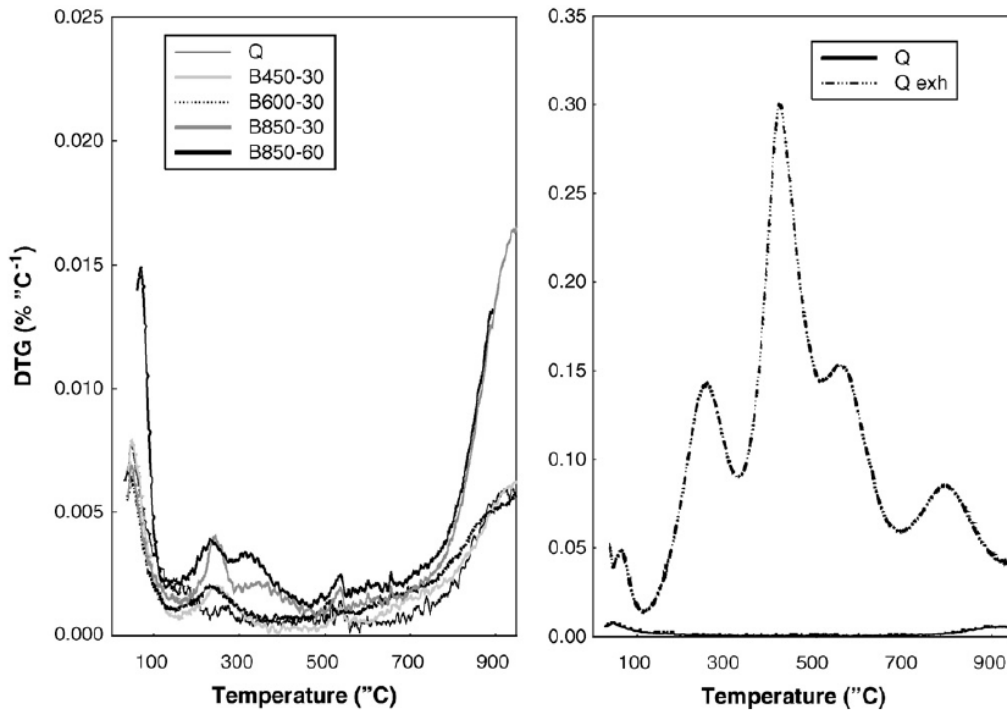 0.025
0.020
0.015
0.010
0.005
0.000
DTG (% "C-1)
Q
B450-30
B600-30
B850-30
B850-60
100 300 500 700 900
Temperature ("C)
0.35
0.30
0.25
0.20
0.15
0.10
0.05
0.00
Q
Q exh
100 300 500 700 900
Temperature ("C)